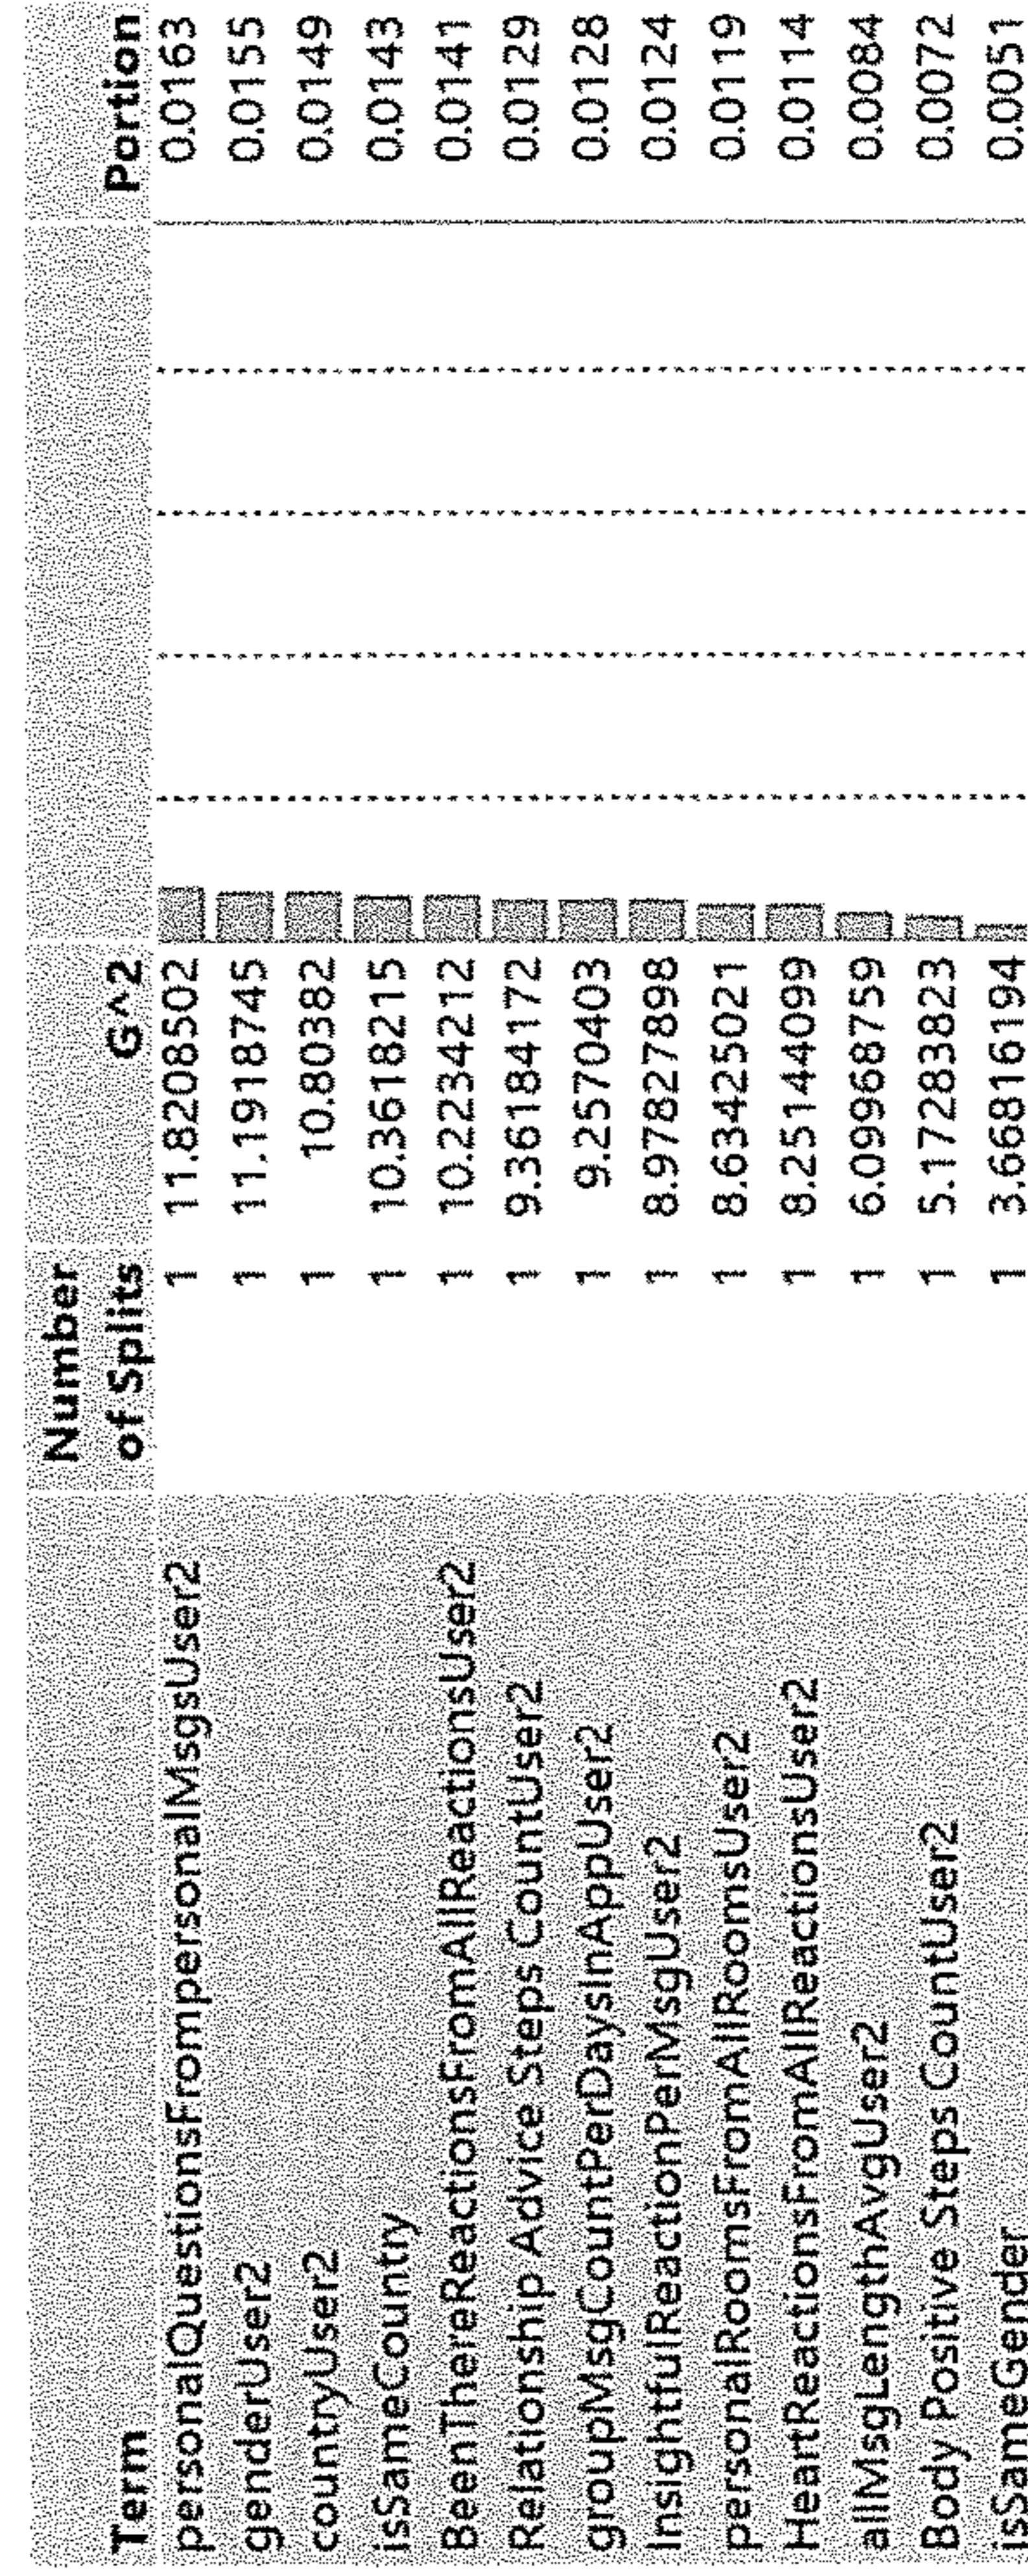 Term Number of Splits G^2 Portion
personalQuestionsFrompersonalMsgsUser2 1 11.8208502 0.0163
genderUser2 1 11.1918745 0.0155
countryUser2 1 10.80382 0.0149
isSameCountry 1 10.3618215 0.0143
BeenThereReactionsFromAllReactionsUser2 1 10.2234212 0.0141
Relationship Advice Steps CountUser2 1 9.36184172 0.0129
groupMsgCountPerDaysInAppUser2 1 9.2570403 0.0128
InsightfulReactionPerMsgUser2 1 8.97827898 0.0124
personalRoomsFromAllRoomsUser2 1 8.63425021 0.0119
HeartReactionsFromAllReactionsUser2 1 8.25144099 0.0114
allMsgLengthAvgUser2 1 6.09968759 0.0084
Body Positive Steps CountUser2 1 5.17283823 0.0072
isSameGender 1 3.66816194 0.0051